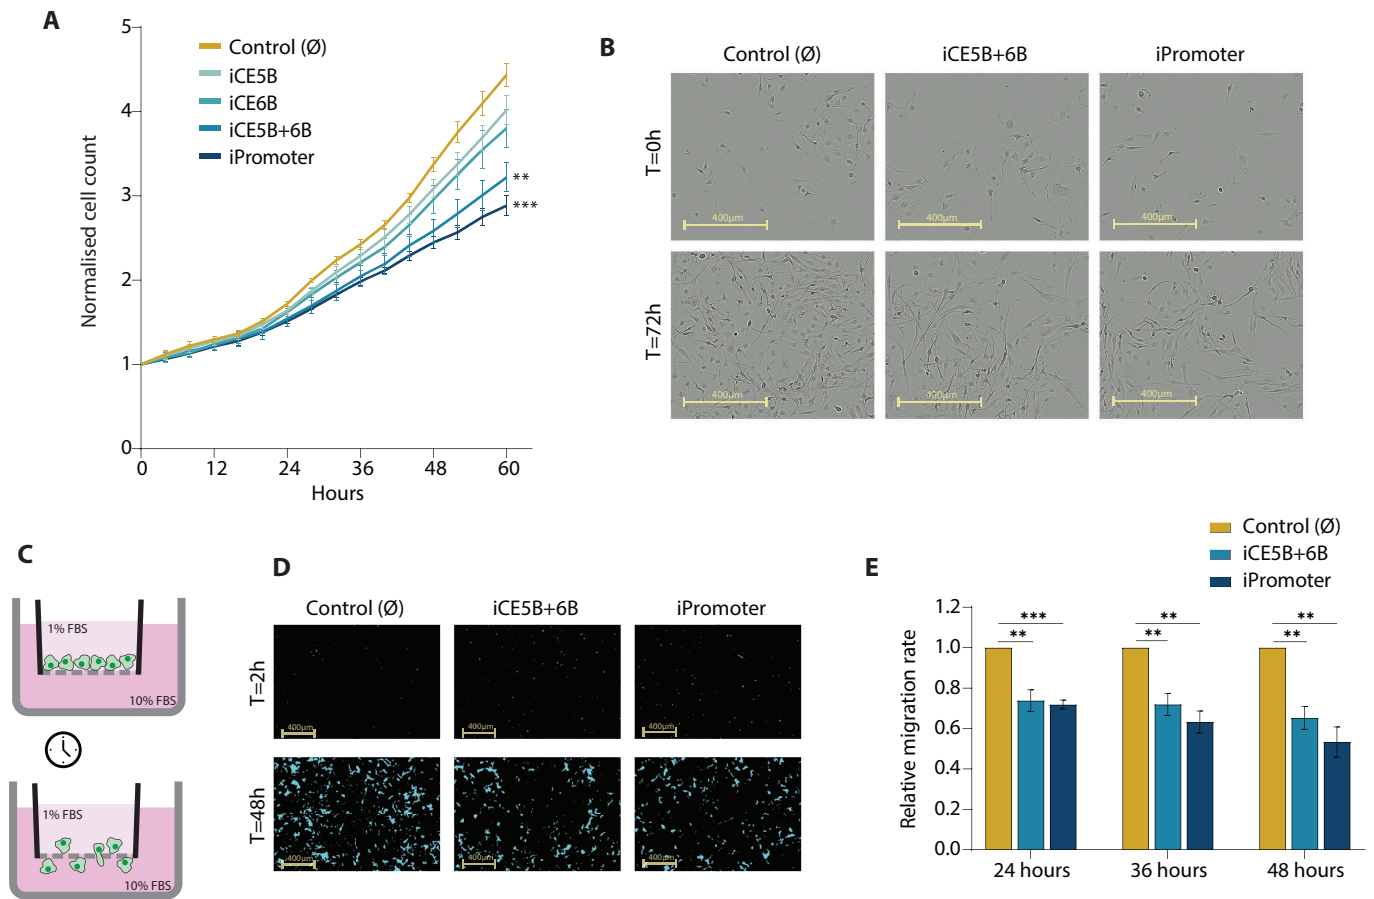 A
5
4
3
2
1
0
Normalised cell count
Control (Ø)
iCE5B
iCE6B
iCE5B+6B
iPromoter
**
***
0 12 24 36 48 60
Hours
B
Control (Ø) iCE5B+6B iPromoter
T=0h
400µm 400µm 400µm
T=72h
400µm 400µm 400µm
C
1% FBS
10% FBS
1% FBS
10% FBS
D
Control (Ø) iCE5B+6B iPromoter
T=2h
400µm 400µm 400µm
T=48h
400µm 400µm 400µm
E
Control (Ø)
iCE5B+6B
iPromoter
Relative migration rate
1.2
1.0
0.8
0.6
0.4
0.2
0.0
*** ** **
** ** **
24 hours 36 hours 48 hours